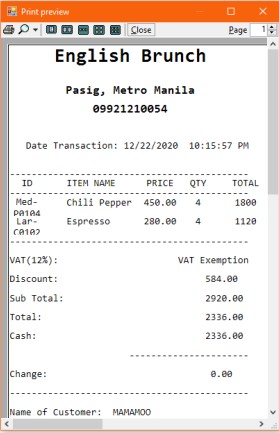 Print preview
Close
Page 1
English Brunch
Pasig, Metro Manila
09921210054
Date Transaction: 12/22/2020 10:15:57 PM
ID ITEM NAME PRICE QTY TOTAL
Med-
P0104 Chili Pepper 450.00 4 1800
Lar-
C0102 Espresso 280.00 4 1120
VAT(12%): VAT Exemption
Discount: 584.00
Sub Total: 2920.00
Total: 2336.00
Cash: 2336.00
Change: 0.00
Name of Customer: MAMAMOO